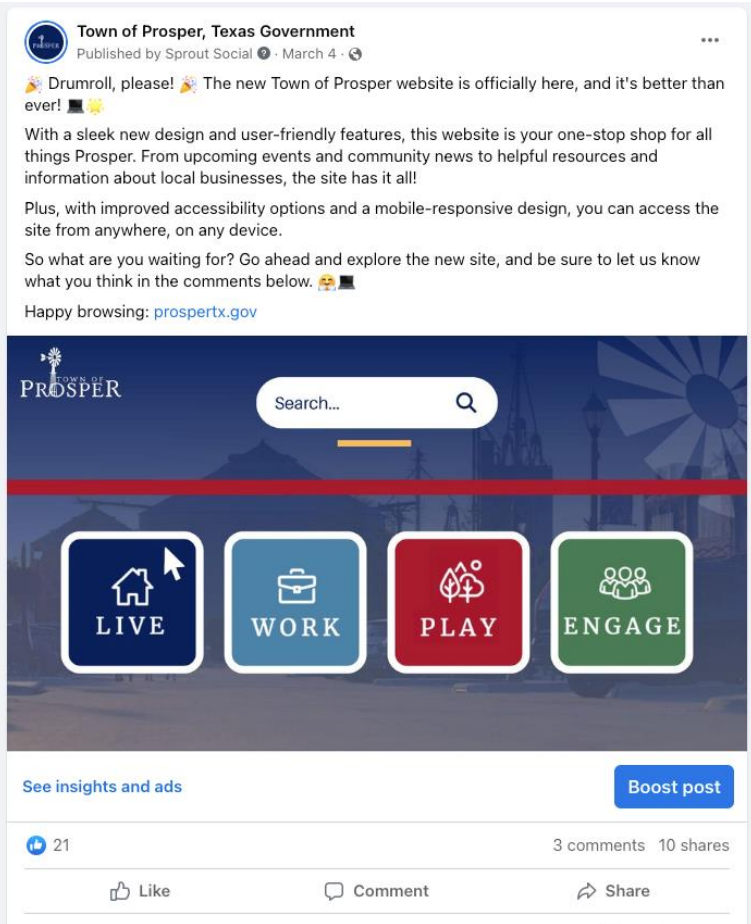 Town of Prosper, Texas Government
Published by Sprout Social · March 4 ·
🎉 Drumroll, please! 🎉 The new Town of Prosper website is officially here, and it's better than
ever! 💻🌟
With a sleek new design and user-friendly features, this website is your one-stop shop for all
things Prosper. From upcoming events and community news to helpful resources and
information about local businesses, the site has it all!
Plus, with improved accessibility options and a mobile-responsive design, you can access the
site from anywhere, on any device.
So what are you waiting for? Go ahead and explore the new site, and be sure to let us know
what you think in the comments below. 🤗💻
Happy browsing: prospertx.gov
TOWN OF
PROSPER
Search...
LIVE
WORK
PLAY
ENGAGE
See insights and ads
Boost post
21
3 comments 10 shares
Like
Comment
Share